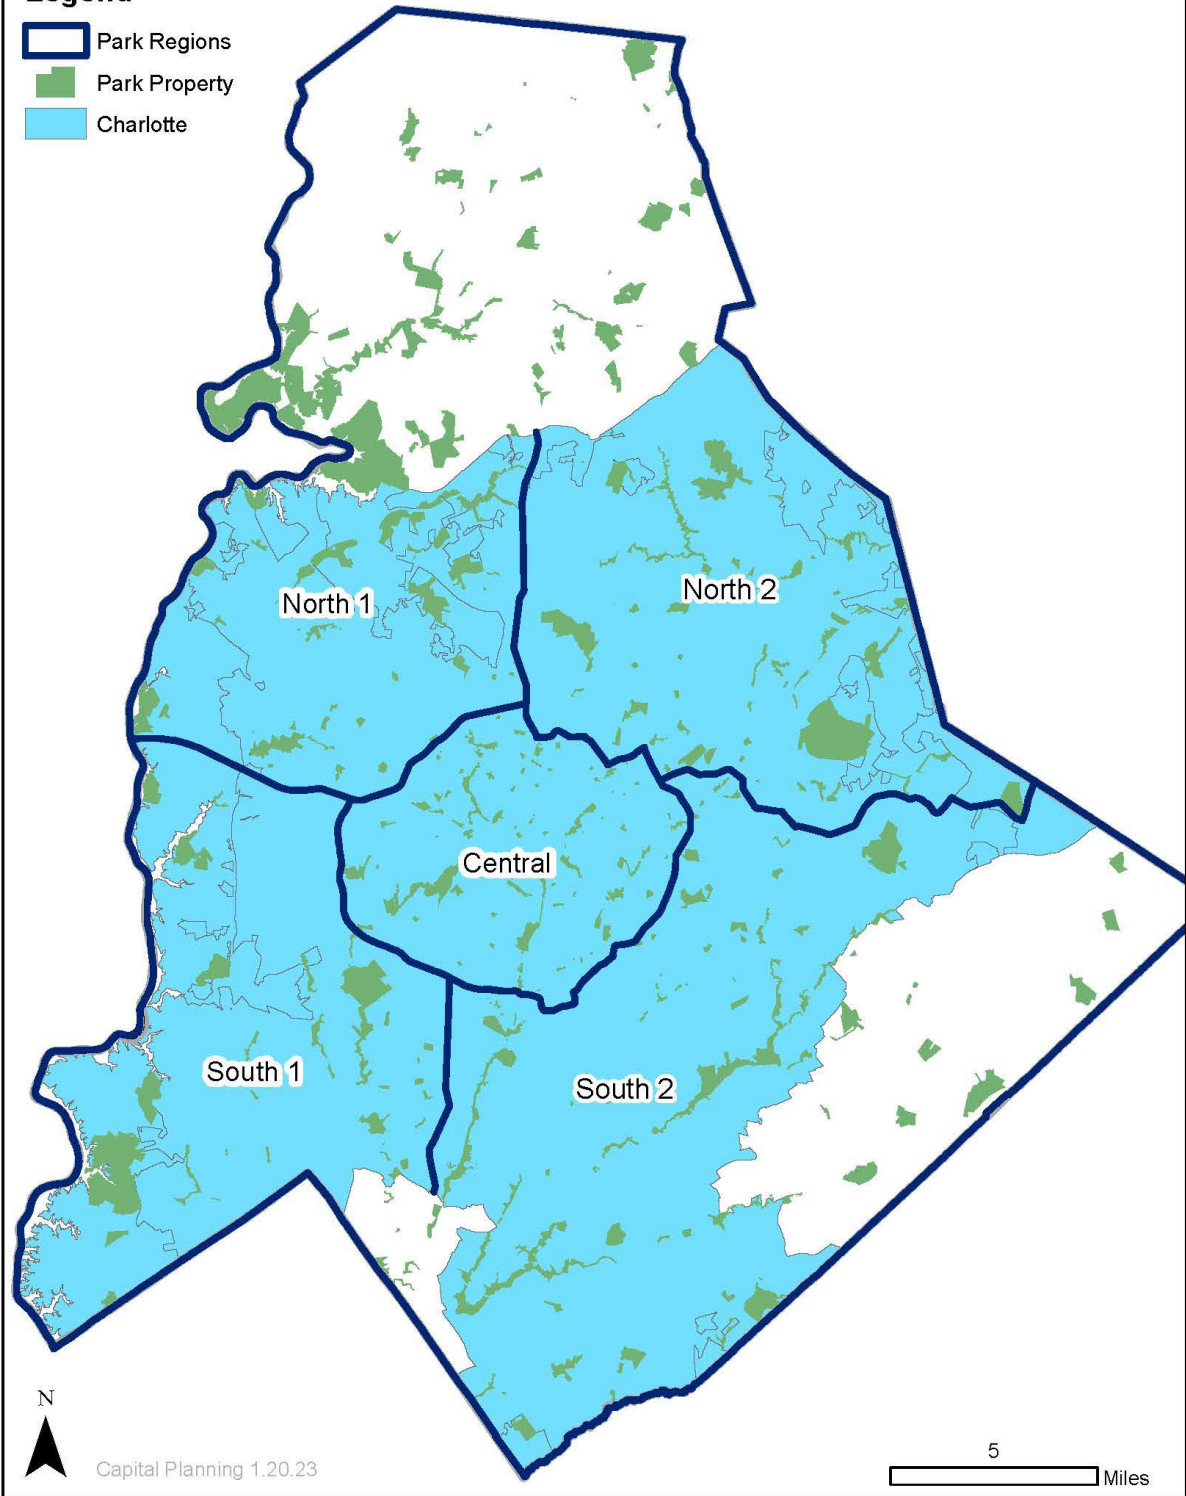 Legend
Park Regions
Park Property
Charlotte
North 1
North 2
Central
South 1
South 2
N
Capital Planning 1.20.23
5
Miles